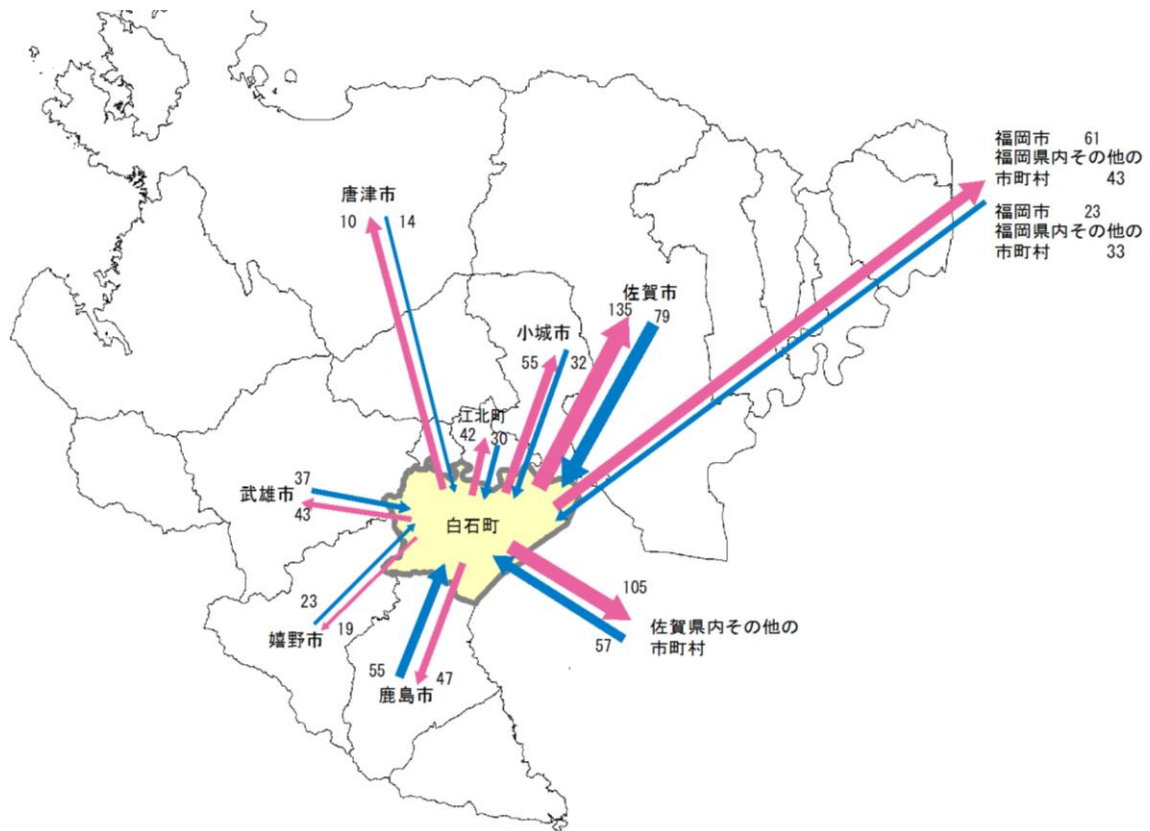 福岡市 61
福岡県内その他の
市町村 43
福岡市 23
福岡県内その他の
市町村 33
唐津市
10 14
佐賀市
135 79
小城市
55 32
江北町
42 30
武雄市
37
43
白石町
嬉野市
23
19
鹿島市
55 47
佐賀県内その他の
市町村
105
57